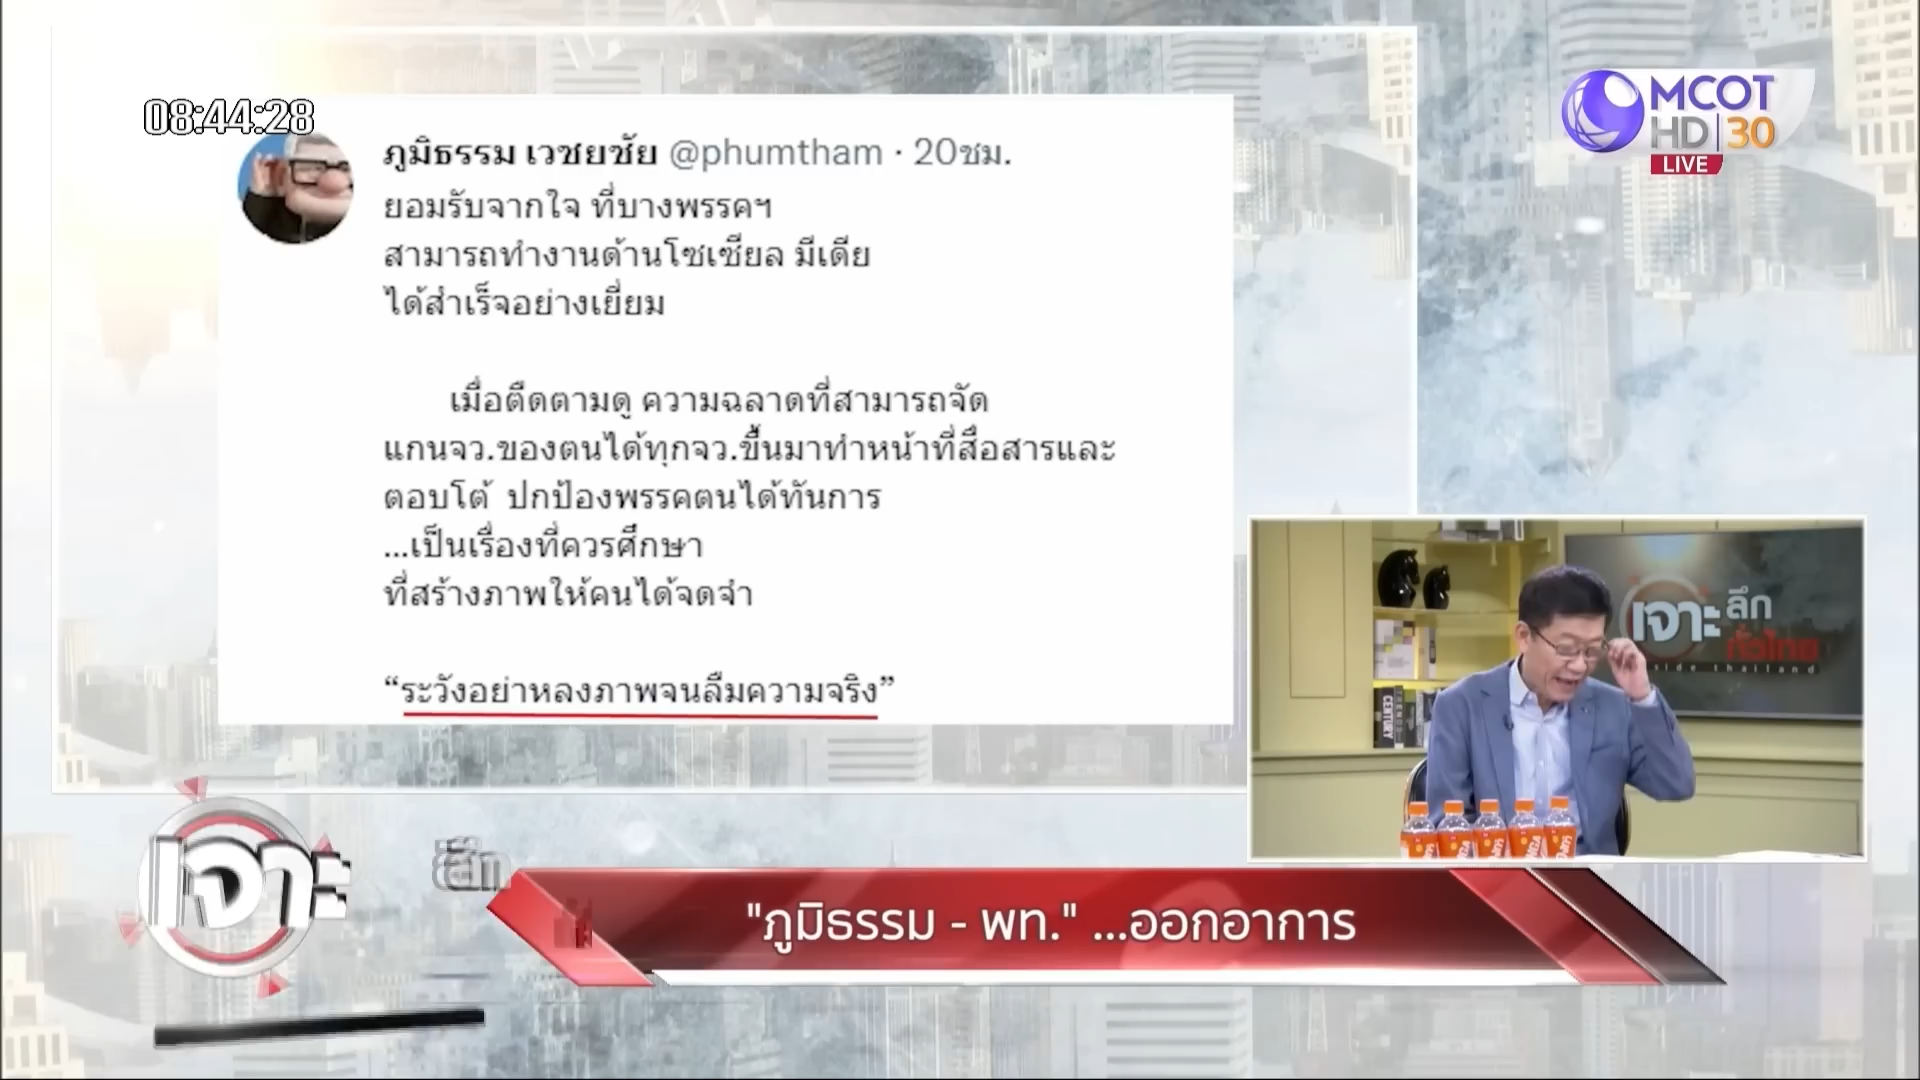 08:44:28
MCOT
HD 30
LIVE
ภูมิธรรม เวชยชัย @phumtham · 20ชม.
ยอมรับจากใจ ที่บางพรรคฯ
สามารถทำงานด้านโซเชียล มีเดีย
ได้สำเร็จอย่างเยี่ยม
เมื่อตืดตามดู ความฉลาดที่สามารถจัด
แกนจว.ของตนได้ทุกจว.ขึ้นมาทำหน้าที่สื่อสารและ
ตอบโต้ ปกป้องพรรคตนได้ทันการ
...เป็นเรื่องที่ควรศึกษา
ที่สร้างภาพให้คนได้จดจำ
“ระวังอย่าหลงภาพจนลืมความจริง”
เจาะ ลึก
ทั่วไทย
side thailand
CENTURY
เจาะ
ลึก
"ภูมิธรรม - พท." ...ออกอาการ